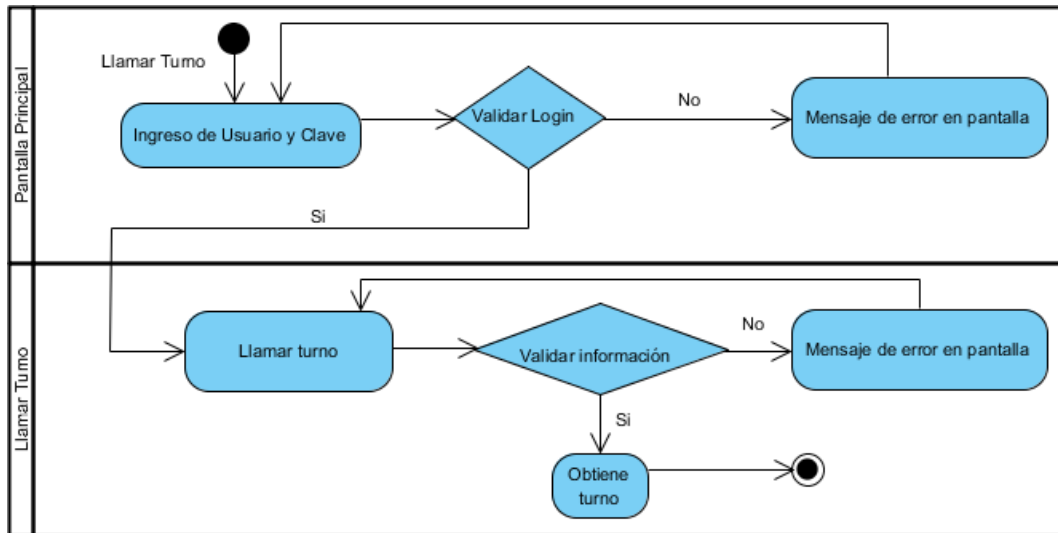 Pantalla Principal
Llamar Turno
Ingreso de Usuario y Clave
Validar Login
No
Mensaje de error en pantalla
Si
Llamar Turno
Llamar turno
Validar información
No
Mensaje de error en pantalla
Si
Obtiene
turno